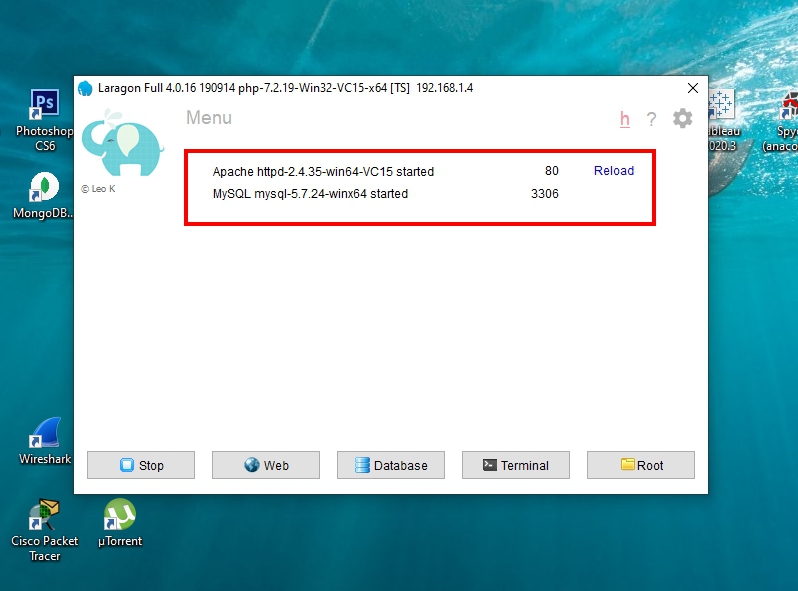 Laragon Full 4.0.16 190914 php-7.2.19-Win32-VC15-x64 [TS] 192.168.1.4
Menu
h ?
© Leo K
Apache httpd-2.4.35-win64-VC15 started 80 Reload
MySQL mysql-5.7.24-winx64 started 3306
Stop Web Database Terminal Root
Ps
Photoshop
CS6
MongoDB...
Wireshark
Cisco Packet
Tracer
µTorrent
ableau
020.3
Spy
(anaco